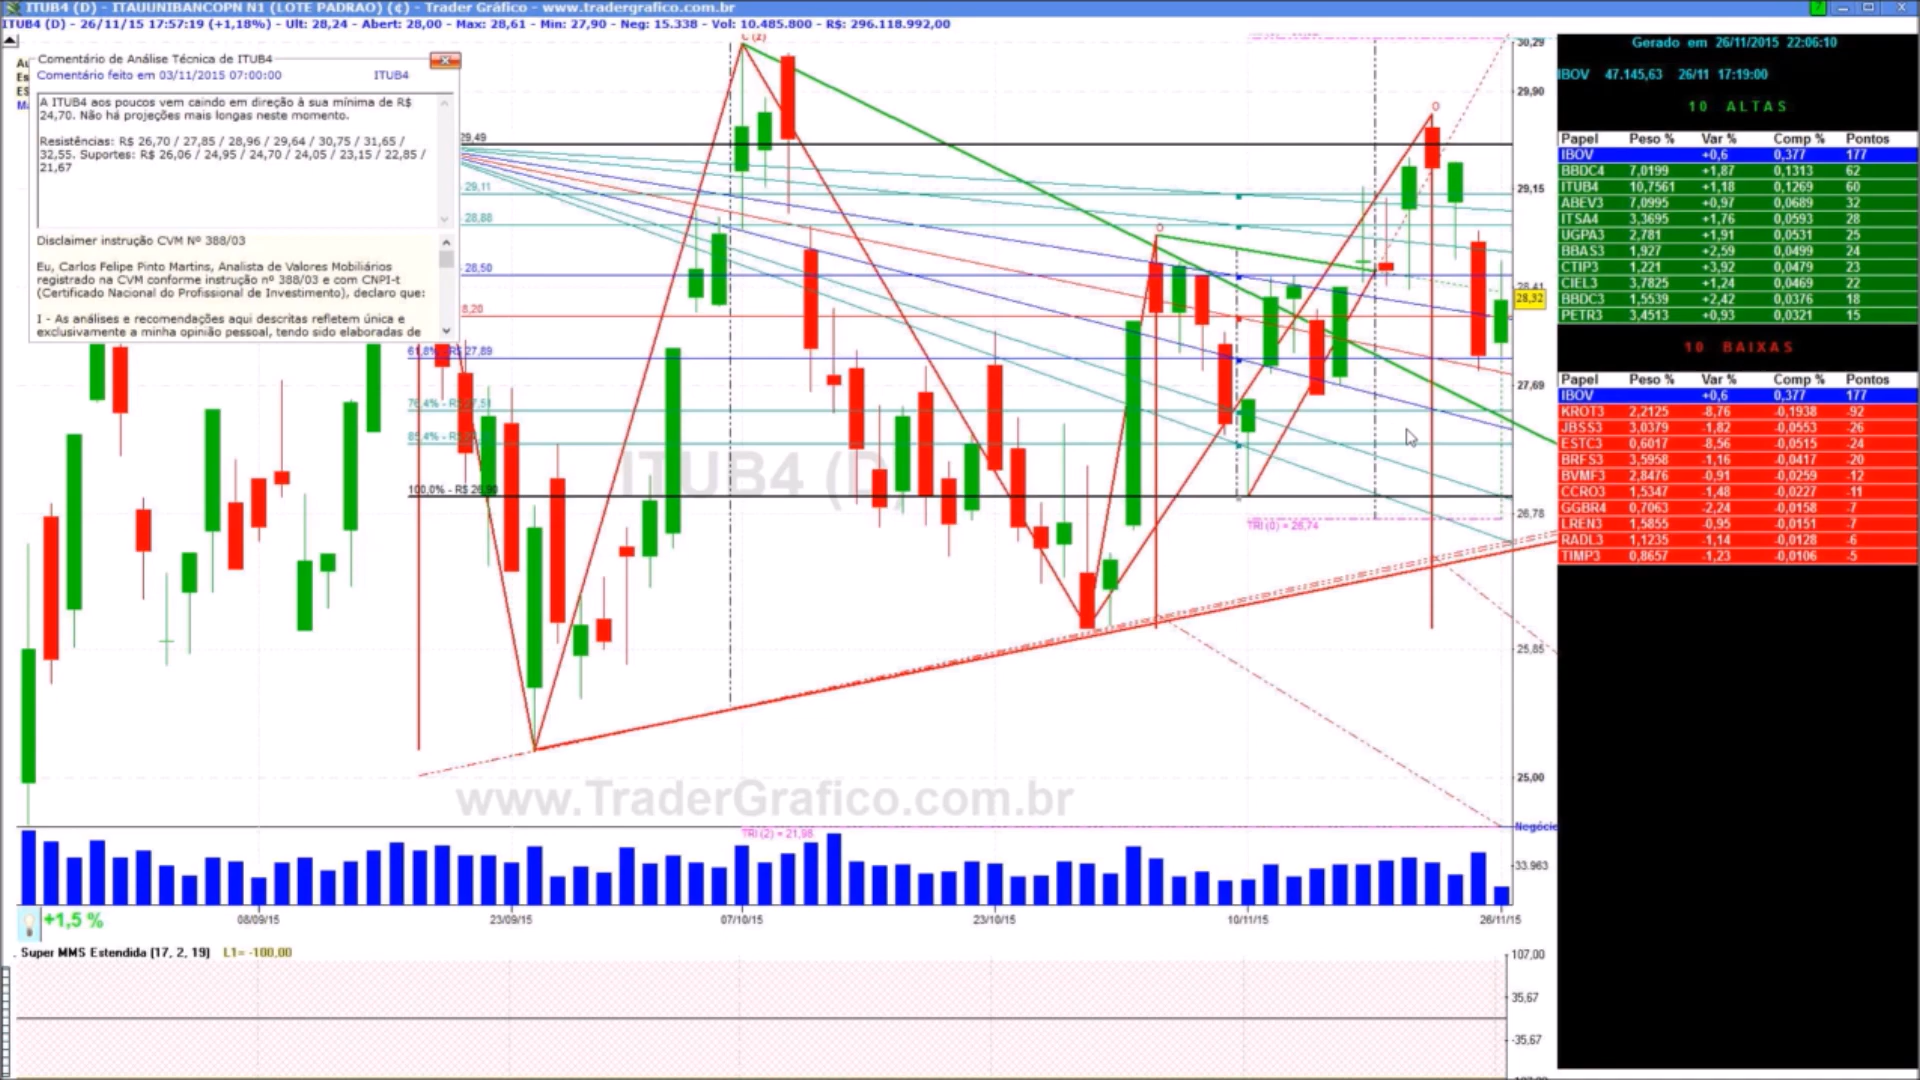 ITUB4 (D) - ITAUUNIBANCOPN N1 (LOTE PADRAO) (¢) - Trader Gráfico - www.tradergrafico.com.br
ITUB4 (D) - 26/11/15 17:57:19 (+1,18%) - Ult: 28,24 - Abert: 28,00 - Max: 28,61 - Min: 27,90 - Neg: 15.338 - Vol: 10.485.800 - R$: 296.118.992,00
Comentário de Análise Técnica de ITUB4
Comentário feito em 03/11/2015 07:00:00 ITUB4
A ITUB4 aos poucos vem caindo em direção à sua mínima de R$
24,70. Não há projeções mais longas neste momento.
Resistências: R$ 26,70 / 27,85 / 28,96 / 29,64 / 30,75 / 31,65 /
32,55. Suportes: R$ 26,06 / 24,95 / 24,70 / 24,05 / 23,15 / 22,85 /
21,67
Disclaimer instrução CVM Nº 388/03
Eu, Carlos Felipe Pinto Martins, Analista de Valores Mobiliários
registrado na CVM conforme instrução nº 388/03 e com CNPI-t
(Certificado Nacional do Profissional de Investimento), declaro que:
I - As análises e recomendações aqui descritas refletem única e
exclusivamente a minha opinião pessoal, tendo sido elaboradas de
C (2)
O
O
29,49
29,11
28,88
28,50
8,20
61,8% - R$ 27,89
76,4% - R$ 27,51
85,4% - R$
100,0% - R$ 26,90
TRI (0) = 26,74
TRI (2) = 21,98
ITUB4 (D)
www.TraderGrafico.com.br
30,29
29,90
29,15
28,41
28,32
27,69
26,78
25,85
25,00
Negócio
33.963
+1,5 %
08/09/15
23/09/15
07/10/15
23/10/15
10/11/15
26/11/15
. Super MMS Estendida (17, 2, 19) L1= -100,00
107,00
35,67
-35,67
Gerado em 26/11/2015 22:06:10
IBOV 47.145,63 26/11 17:19:00
10 ALTAS
Papel Peso % Var % Comp % Pontos
IBOV +0,6 0,377 177
BBDC4 7,0199 +1,87 0,1313 62
ITUB4 10,7561 +1,18 0,1269 60
ABEV3 7,0995 +0,97 0,0689 32
ITSA4 3,3695 +1,76 0,0593 28
UGPA3 2,781 +1,91 0,0531 25
BBAS3 1,927 +2,59 0,0499 24
CTIP3 1,221 +3,92 0,0479 23
CIEL3 3,7825 +1,24 0,0469 22
BBDC3 1,5539 +2,42 0,0376 18
PETR3 3,4513 +0,93 0,0321 15
10 BAIXAS
Papel Peso % Var % Comp % Pontos
IBOV +0,6 0,377 177
KROT3 2,2125 -8,76 -0,1938 -92
JBSS3 3,0379 -1,82 -0,0553 -26
ESTC3 0,6017 -8,56 -0,0515 -24
BRFS3 3,5958 -1,16 -0,0417 -20
BVMF3 2,8476 -0,91 -0,0259 -12
CCRO3 1,5347 -1,48 -0,0227 -11
GGBR4 0,7063 -2,24 -0,0158 -7
LREN3 1,5855 -0,95 -0,0151 -7
RADL3 1,1235 -1,14 -0,0128 -6
TIMP3 0,8657 -1,23 -0,0106 -5